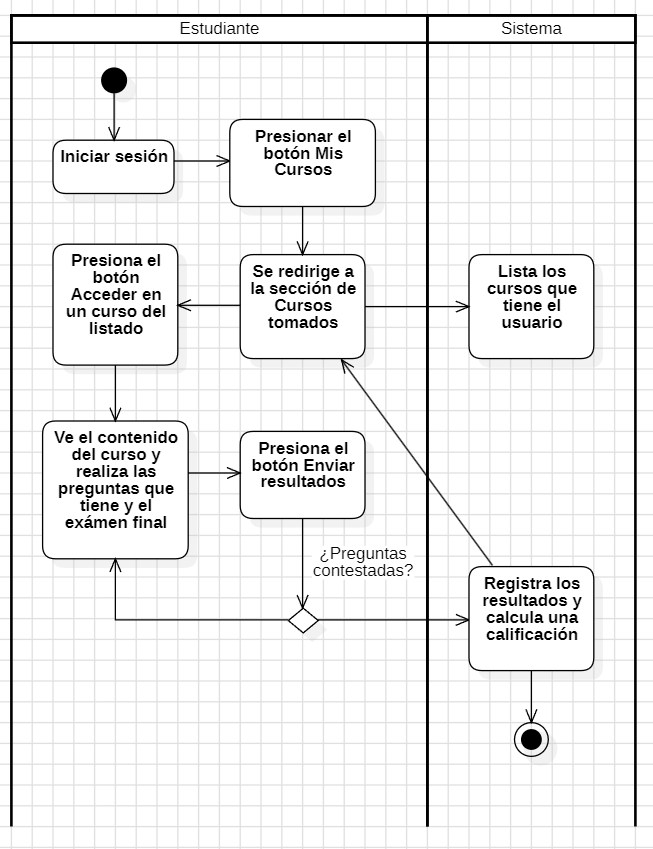 Estudiante
Sistema
Iniciar sesión
Presionar el
botón Mis
Cursos
Presiona el
botón
Acceder en
un curso del
listado
Se redirige a
la sección de
Cursos
tomados
Lista los
cursos que
tiene el
usuario
Ve el contenido
del curso y
realiza las
preguntas que
tiene y el
exámen final
Presiona el
botón Enviar
resultados
¿Preguntas
contestadas?
Registra los
resultados y
calcula una
calificación